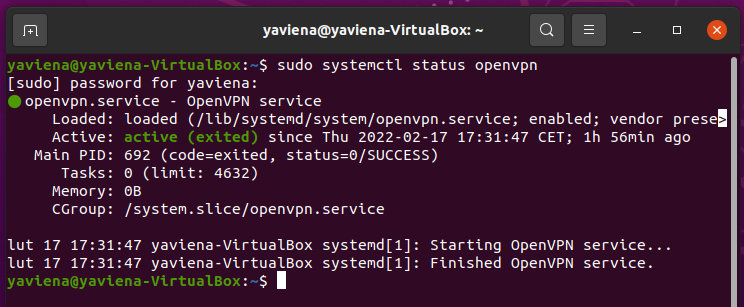 yaviena@yaviena-VirtualBox: ~
yaviena@yaviena-VirtualBox:~$ sudo systemctl status openvpn
[sudo] password for yaviena:
● openvpn.service - OpenVPN service
     Loaded: loaded (/lib/systemd/system/openvpn.service; enabled; vendor prese>
     Active: active (exited) since Thu 2022-02-17 17:31:47 CET; 1h 56min ago
   Main PID: 692 (code=exited, status=0/SUCCESS)
      Tasks: 0 (limit: 4632)
     Memory: 0B
     CGroup: /system.slice/openvpn.service
lut 17 17:31:47 yaviena-VirtualBox systemd[1]: Starting OpenVPN service...
lut 17 17:31:47 yaviena-VirtualBox systemd[1]: Finished OpenVPN service.
yaviena@yaviena-VirtualBox:~$